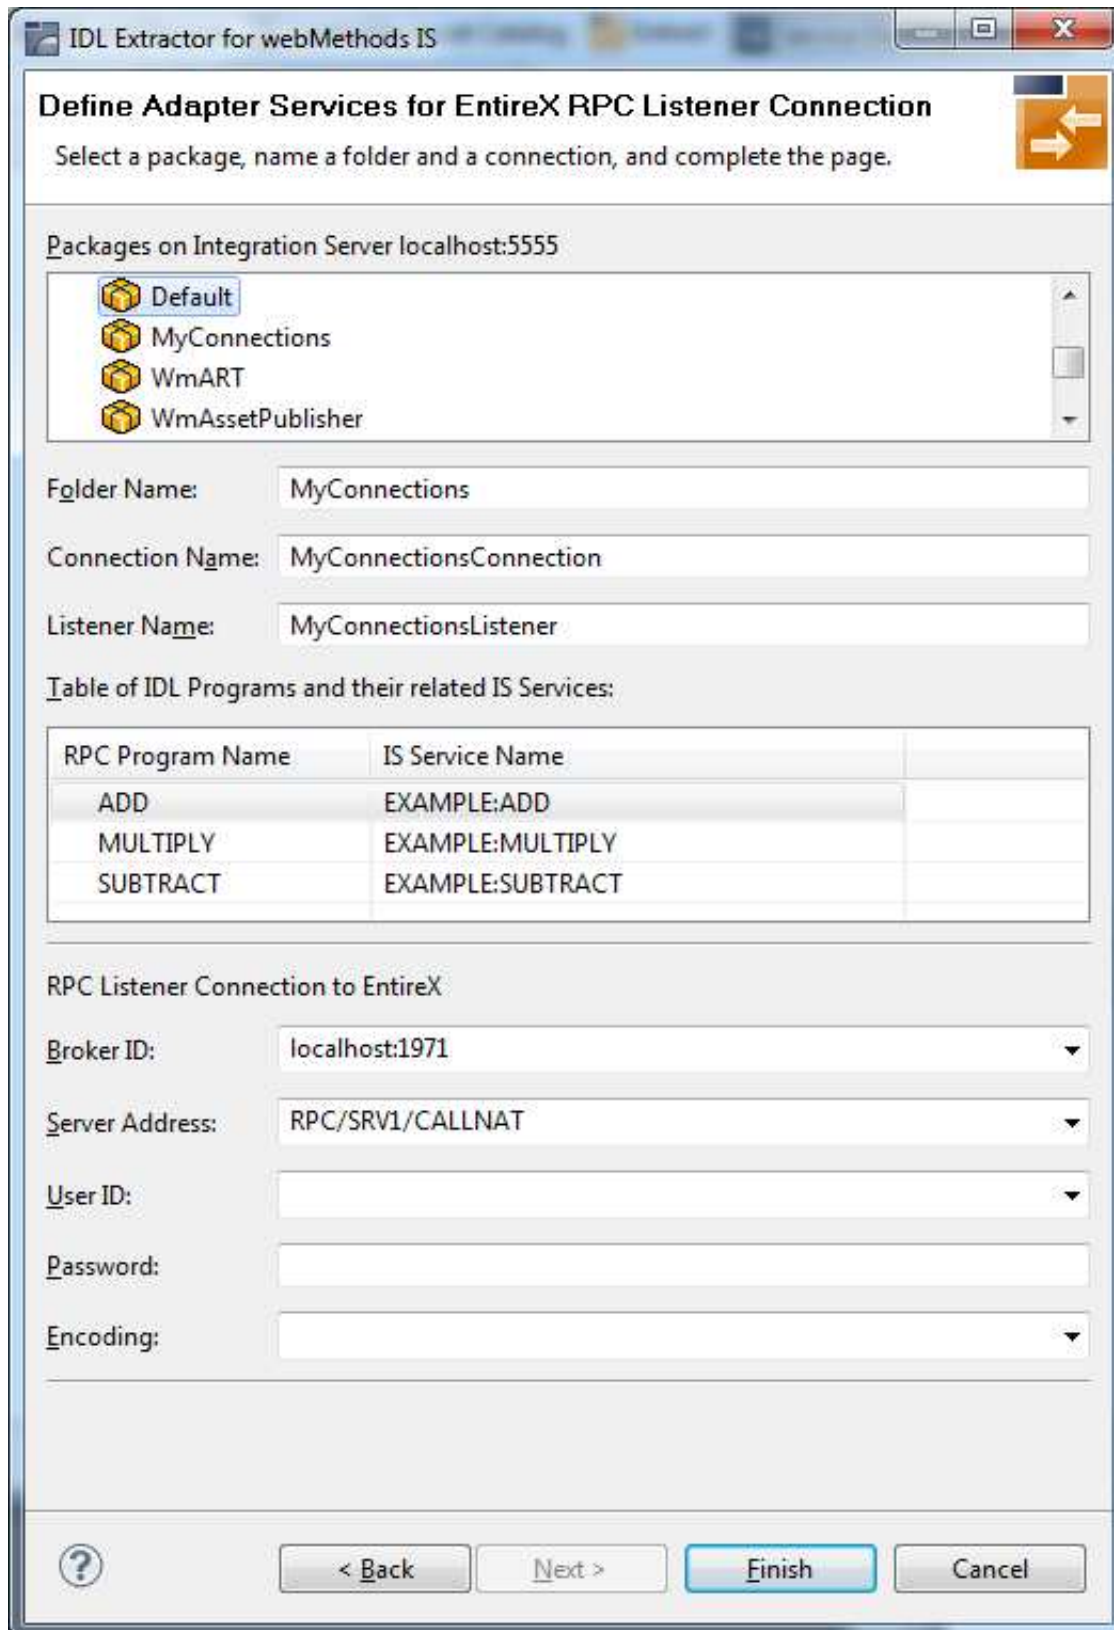 IDL Extractor for webMethods IS
Define Adapter Services for EntireX RPC Listener Connection
Select a package, name a folder and a connection, and complete the page.
Packages on Integration Server localhost:5555
Default
MyConnections
WmART
WmAssetPublisher
Folder Name: MyConnections
Connection Name: MyConnectionsConnection
Listener Name: MyConnectionsListener
Table of IDL Programs and their related IS Services:
RPC Program Name IS Service Name
ADD EXAMPLE:ADD
MULTIPLY EXAMPLE:MULTIPLY
SUBTRACT EXAMPLE:SUBTRACT
RPC Listener Connection to EntireX
Broker ID: localhost:1971
Server Address: RPC/SRV1/CALLNAT
User ID:
Password:
Encoding:
? < Back Next > Finish Cancel